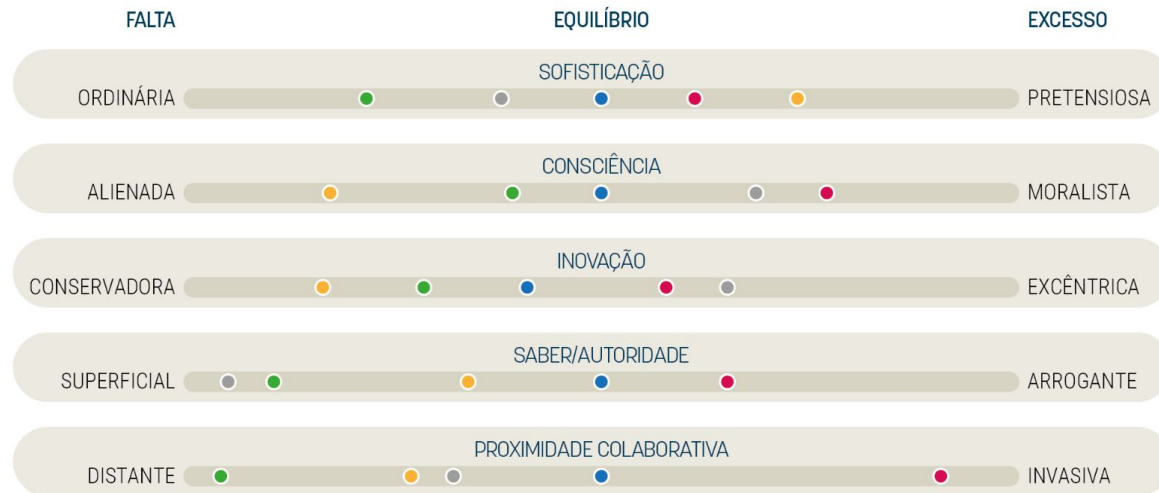 FALTA EQUILÍBRIO EXCESSO
SOFISTICAÇÃO
ORDINÁRIA PRETENSIOSA
CONSCIÊNCIA
ALIENADA MORALISTA
INOVAÇÃO
CONSERVADORA EXCÊNTRICA
SABER/AUTORIDADE
SUPERFICIAL ARROGANTE
PROXIMIDADE COLABORATIVA
DISTANTE INVASIVA